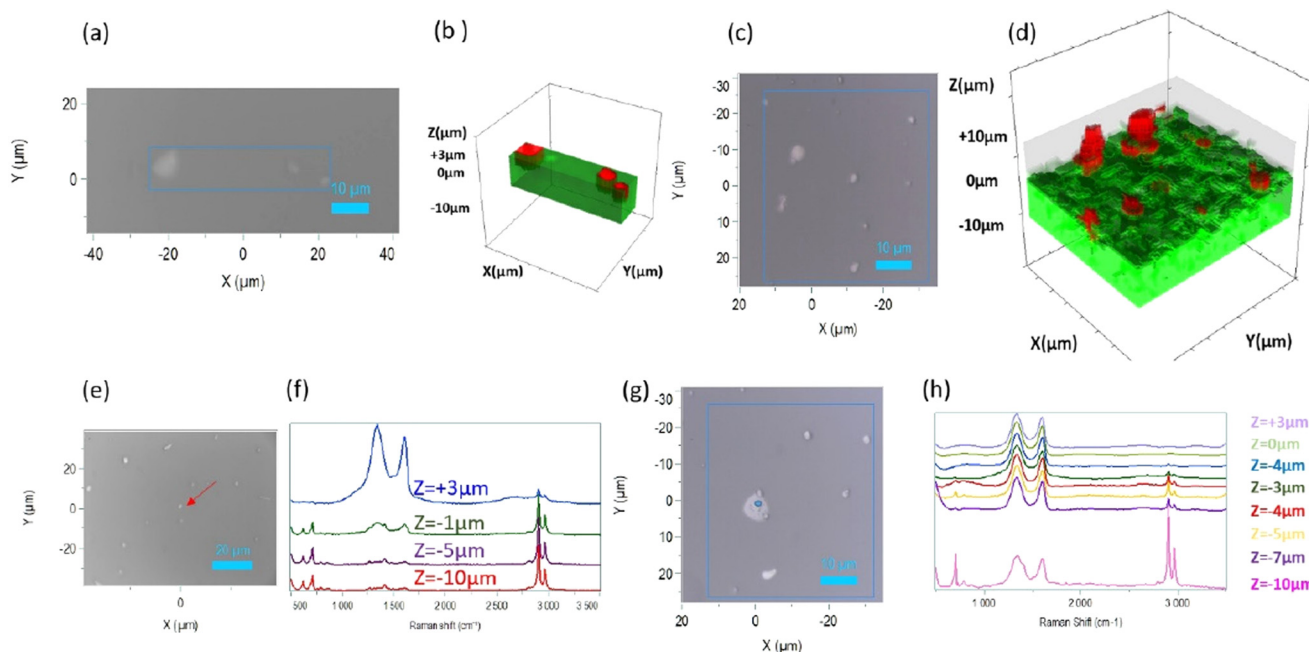 (a)
(b)
(c)
(d)
Y (µm)
20
0
-40
-20
0
20
40
X (µm)
10 µm
Z(µm)
+3µm
0µm
-10µm
X(µm)
Y(µm)
-30
-20
-10
0
10
20
Y (µm)
20
0
-20
X (µm)
10 µm
Z(µm)
+10µm
0µm
-10µm
X(µm)
Y(µm)
(e)
(f)
(g)
(h)
Y (µm)
20
0
-20
0
X (µm)
20 µm
Z=+3µm
Z=-1µm
Z=-5µm
Z=-10µm
500
1 000
1 500
2 000
2 500
3 000
3 500
Raman shift (cm⁻¹)
-30
-20
-10
0
10
20
Y (µm)
20
0
-20
X (µm)
10 µm
Z=+3µm
Z=0µm
Z=-4µm
Z=-3µm
Z=-4µm
Z=-5µm
Z=-7µm
Z=-10µm
1 000
2 000
3 000
Raman Shift (cm-1)